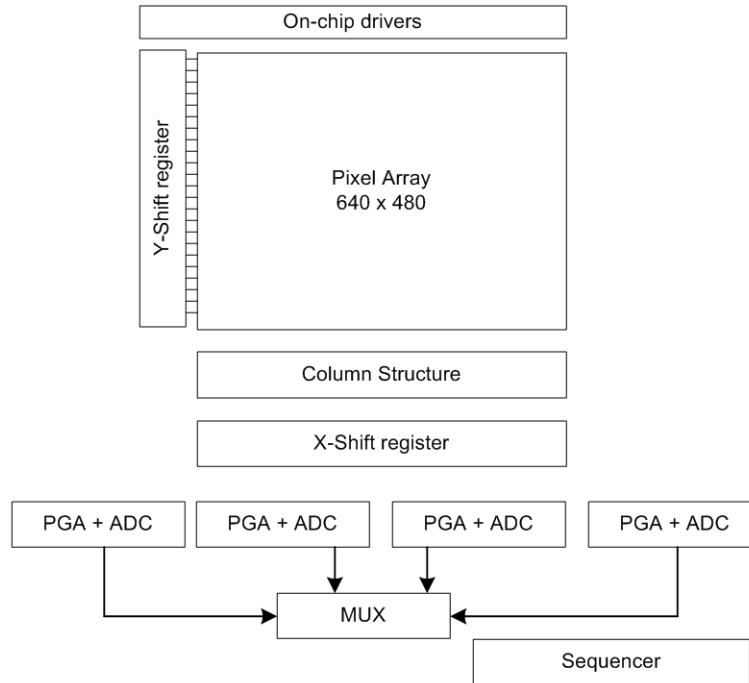 On-chip drivers
Y-Shift register
Pixel Array
640 x 480
Column Structure
X-Shift register
PGA + ADC
PGA + ADC
PGA + ADC
PGA + ADC
MUX
Sequencer